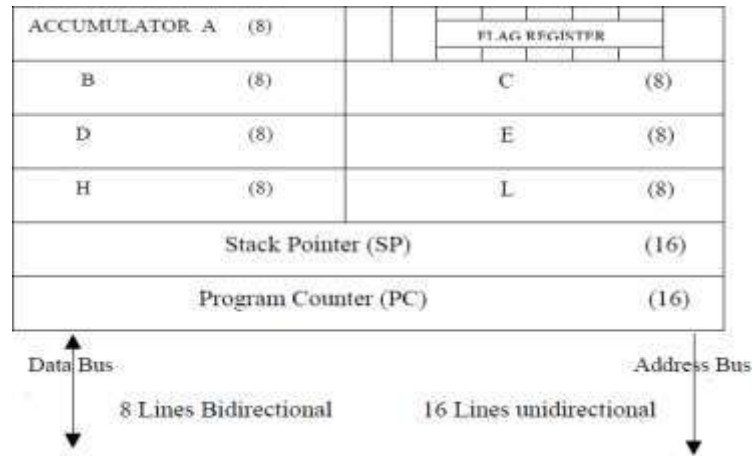 ACCUMULATOR A (8) FLAG REGISTER
B (8) C (8)
D (8) E (8)
H (8) L (8)
Stack Pointer (SP) (16)
Program Counter (PC) (16)
Data Bus Address Bus
8 Lines Bidirectional 16 Lines unidirectional